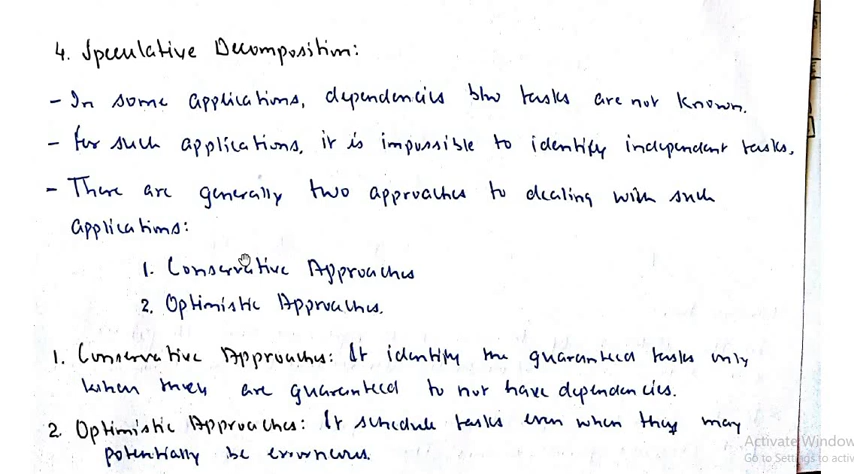 4. Speculative Decomposition:
- In some applications, dependencies b/w tasks are not known.
- For such applications, it is impossible to identify independent tasks.
- There are generally two approaches to dealing with such
applications:
1. Conservative Approaches
2. Optimistic Approaches.
1. Conservative Approaches: It identify the guaranteed tasks only
when they are guaranteed to not have dependencies.
2. Optimistic Approaches: It schedule tasks even when they may
potentially be erroneous.
Activate Window
Go to Settings to activ